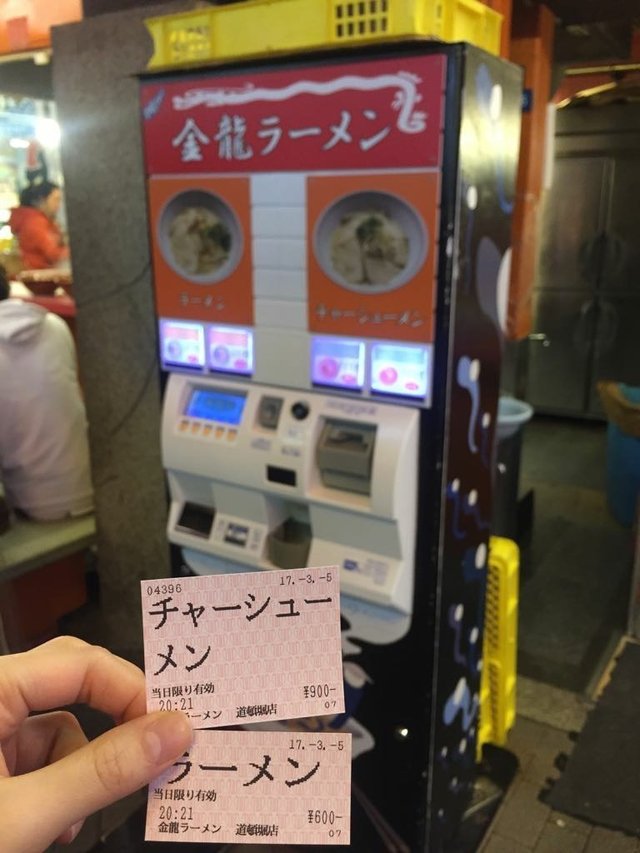 金龍ラーメン
ラーメン
チャーシューメン
04396
17.-3.-5
チャーシュー
メン
当日限り有効
¥900-
20:21
07
ラーメン 道頓堀店
17.-3.-5
ラーメン
当日限り有効
20:21
¥600-
07
金龍ラーメン 道頓堀店